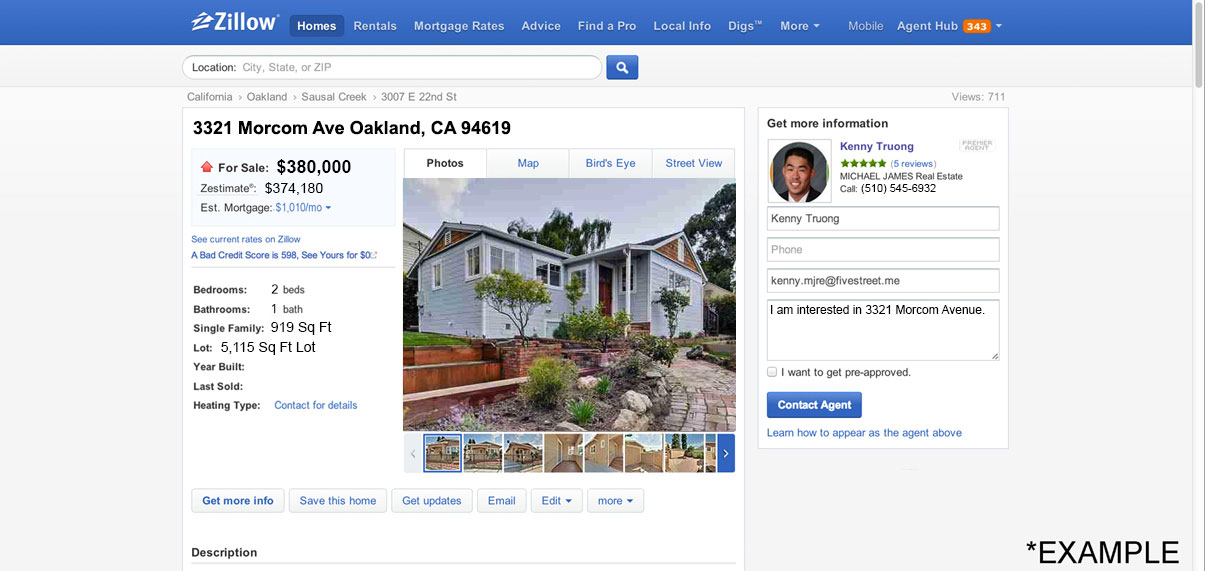 Zillow Homes Rentals Mortgage Rates Advice Find a Pro Local Info Digs™ More Mobile Agent Hub 343
Location: City, State, or ZIP
California › Oakland › Sausal Creek › 3007 E 22nd St
Views: 711
3321 Morcom Ave Oakland, CA 94619
For Sale: $380,000
Zestimate®: $374,180
Est. Mortgage: $1,010/mo
See current rates on Zillow
A Bad Credit Score is 598, See Yours for $0
Bedrooms: 2 beds
Bathrooms: 1 bath
Single Family: 919 Sq Ft
Lot: 5,115 Sq Ft Lot
Year Built:
Last Sold:
Heating Type: Contact for details
Photos Map Bird's Eye Street View
Get more info Save this home Get updates Email Edit more
Description
Get more information
Kenny Truong
PREMIER AGENT
(5 reviews)
MICHAEL JAMES Real Estate
Call: (510) 545-6932
Kenny Truong
Phone
kenny.mjre@fivestreet.me
I am interested in 3321 Morcom Avenue.
I want to get pre-approved.
Contact Agent
Learn how to appear as the agent above
*EXAMPLE